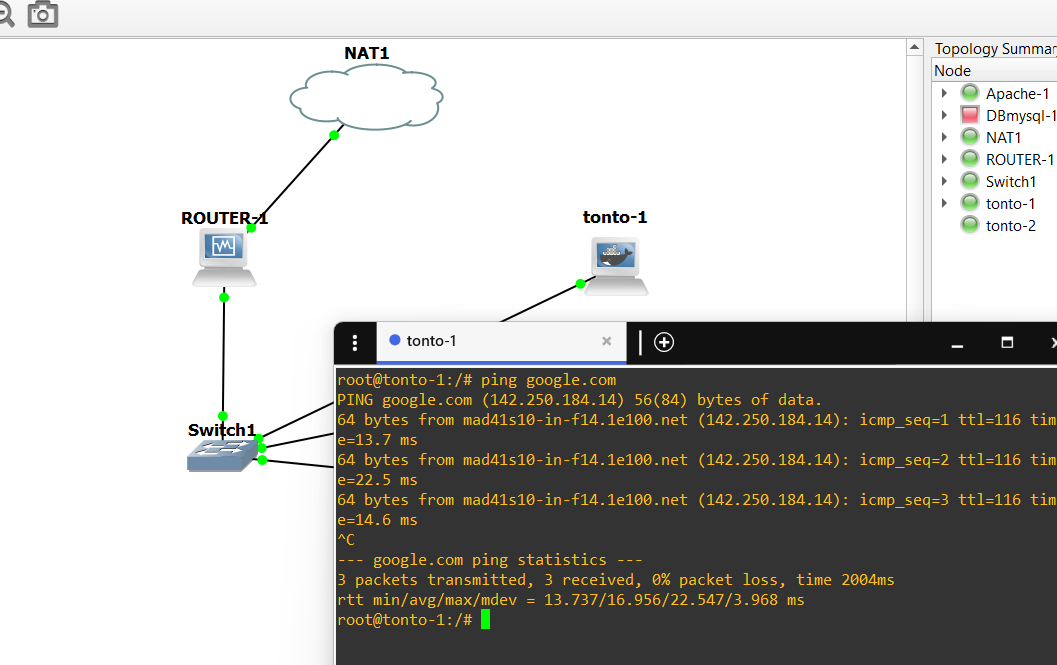 NAT1
Topology Summar
Node
Apache-1
DBmysql-1
NAT1
ROUTER-1
Switch1
tonto-1
tonto-2
ROUTER-1
tonto-1
Switch1
tonto-1
root@tonto-1:/# ping google.com
PING google.com (142.250.184.14) 56(84) bytes of data.
64 bytes from mad41s10-in-f14.1e100.net (142.250.184.14): icmp_seq=1 ttl=116 tim
e=13.7 ms
64 bytes from mad41s10-in-f14.1e100.net (142.250.184.14): icmp_seq=2 ttl=116 tim
e=22.5 ms
64 bytes from mad41s10-in-f14.1e100.net (142.250.184.14): icmp_seq=3 ttl=116 tim
e=14.6 ms
^C
--- google.com ping statistics ---
3 packets transmitted, 3 received, 0% packet loss, time 2004ms
rtt min/avg/max/mdev = 13.737/16.956/22.547/3.968 ms
root@tonto-1:/#